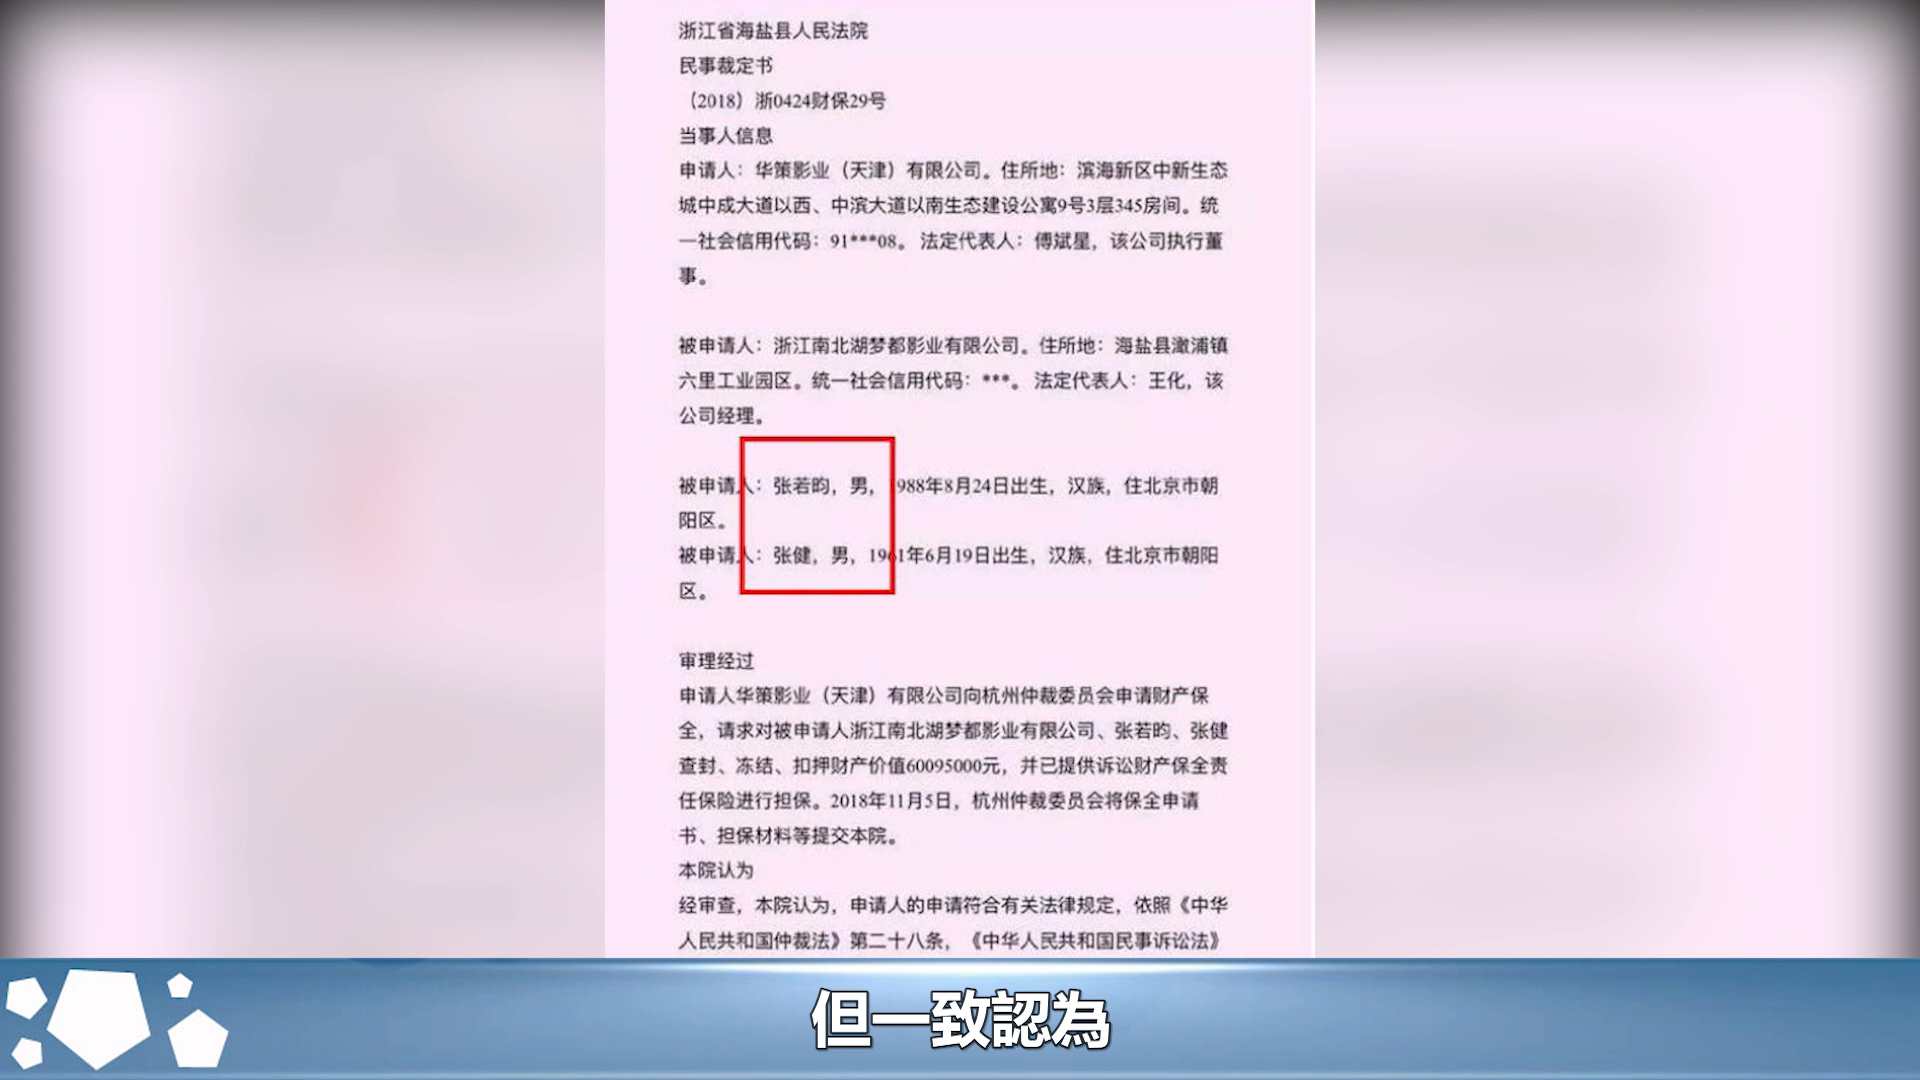 浙江省海盐县人民法院
民事裁定书
（2018）浙0424财保29号
当事人信息
申请人：华策影业（天津）有限公司。住所地：滨海新区中新生态
城中成大道以西、中滨大道以南生态建设公寓9号3层345房间。统
一社会信用代码：91***08。 法定代表人：傅斌星，该公司执行董
事。
被申请人：浙江南北湖梦都影业有限公司。住所地：海盐县澉浦镇
六里工业园区。统一社会信用代码：***。 法定代表人：王化，该
公司经理。
被申请人：张若昀，男，1988年8月24日出生，汉族，住北京市朝
阳区。
被申请人：张健，男，1961年6月19日出生，汉族，住北京市朝阳
区。
审理经过
申请人华策影业（天津）有限公司向杭州仲裁委员会申请财产保
全，请求对被申请人浙江南北湖梦都影业有限公司、张若昀、张健
查封、冻结、扣押财产价值60095000元，并已提供诉讼财产保全责
任保险进行担保。2018年11月5日，杭州仲裁委员会将保全申请
书、担保材料等提交本院。
本院认为
经审查，本院认为，申请人的申请符合有关法律规定，依照《中华
人民共和国仲裁法》第二十八条，《中华人民共和国民事诉讼法》
但一致認為